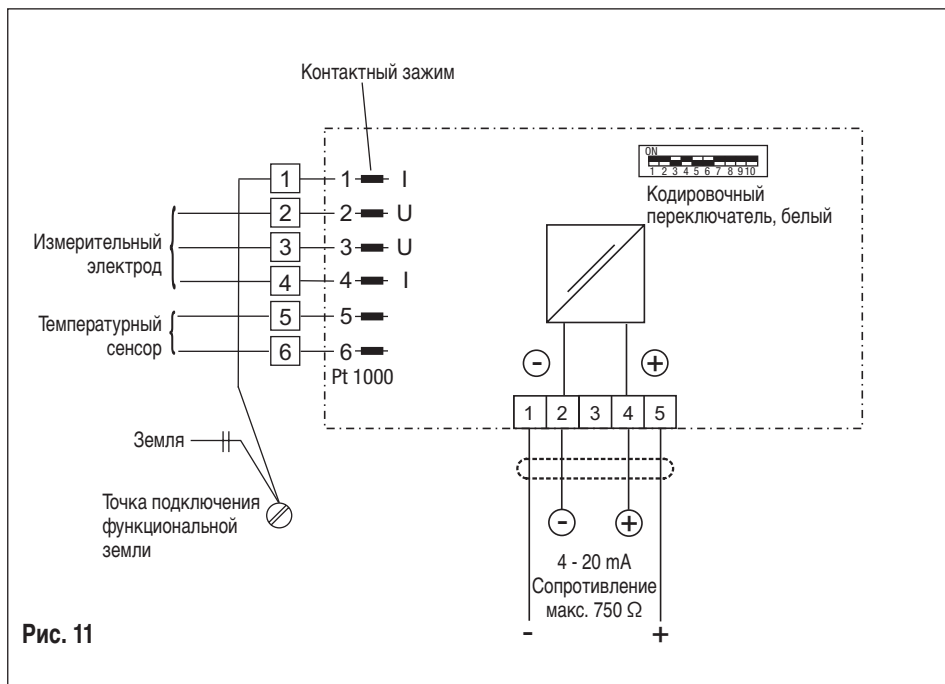 Контактный зажим
ON
1 2 3 4 5 6 7 8 9 10
Кодировочный
переключатель, белый
1 1 I
2 2 U
3 3 U
4 4 I
5 5
6 6
Pt 1000
Измерительный
электрод
Температурный
сенсор
- +
1 2 3 4 5
Земля
Точка подключения
функциональной
земли
- +
4 - 20 mA
Сопротивление
макс. 750 Ω
- +
Рис. 11